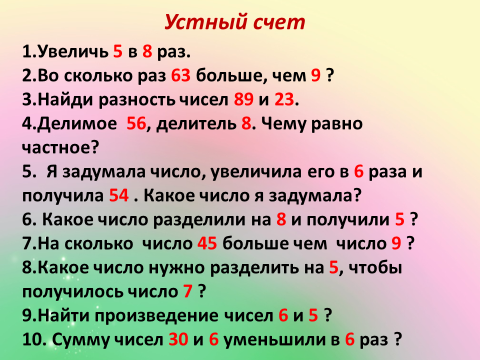 Устный счет
1.Увеличь 5 в 8 раз.
2.Во сколько раз 63 больше, чем 9 ?
3.Найди разность чисел 89 и 23.
4.Делимое 56, делитель 8. Чему равно
частное?
5. Я задумала число, увеличила его в 6 раза и
получила 54 . Какое число я задумала?
6. Какое число разделили на 8 и получили 5 ?
7.На сколько число 45 больше чем число 9 ?
8.Какое число нужно разделить на 5, чтобы
получилось число 7 ?
9.Найти произведение чисел 6 и 5 ?
10. Сумму чисел 30 и 6 уменьшили в 6 раз ?